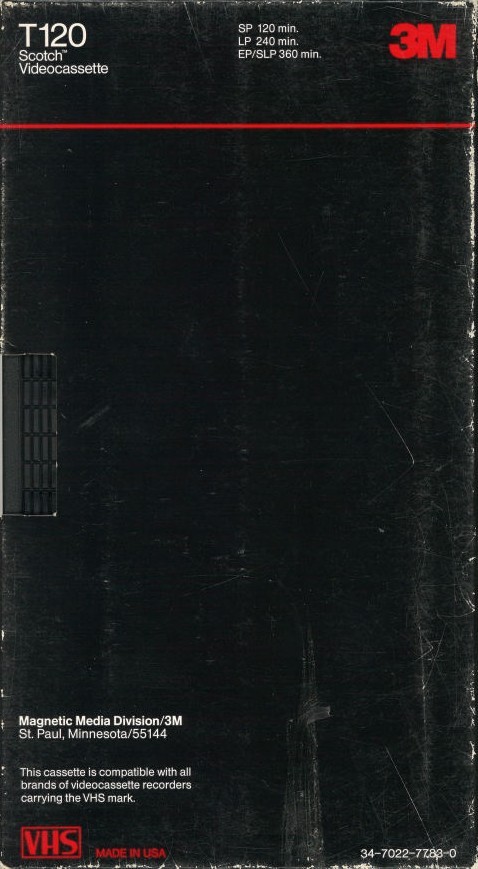 T120
Scotch™
Videocassette
SP 120 min.
LP 240 min.
EP/SLP 360 min.
3M
Magnetic Media Division/3M
St. Paul, Minnesota/55144
This cassette is compatible with all
brands of videocassette recorders
carrying the VHS mark.
VHS
MADE IN USA
34-7022-7783-0